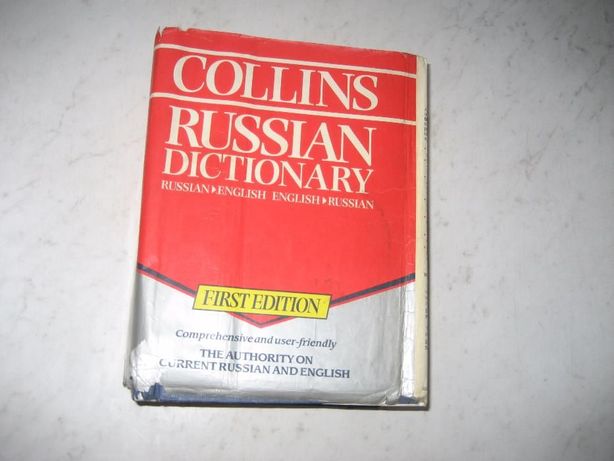 COLLINS
RUSSIAN
DICTIONARY
RUSSIAN▶ENGLISH ENGLISH▶RUSSIAN
FIRST EDITION
Comprehensive and user-friendly
THE AUTHORITY ON
CURRENT RUSSIAN AND ENGLISH